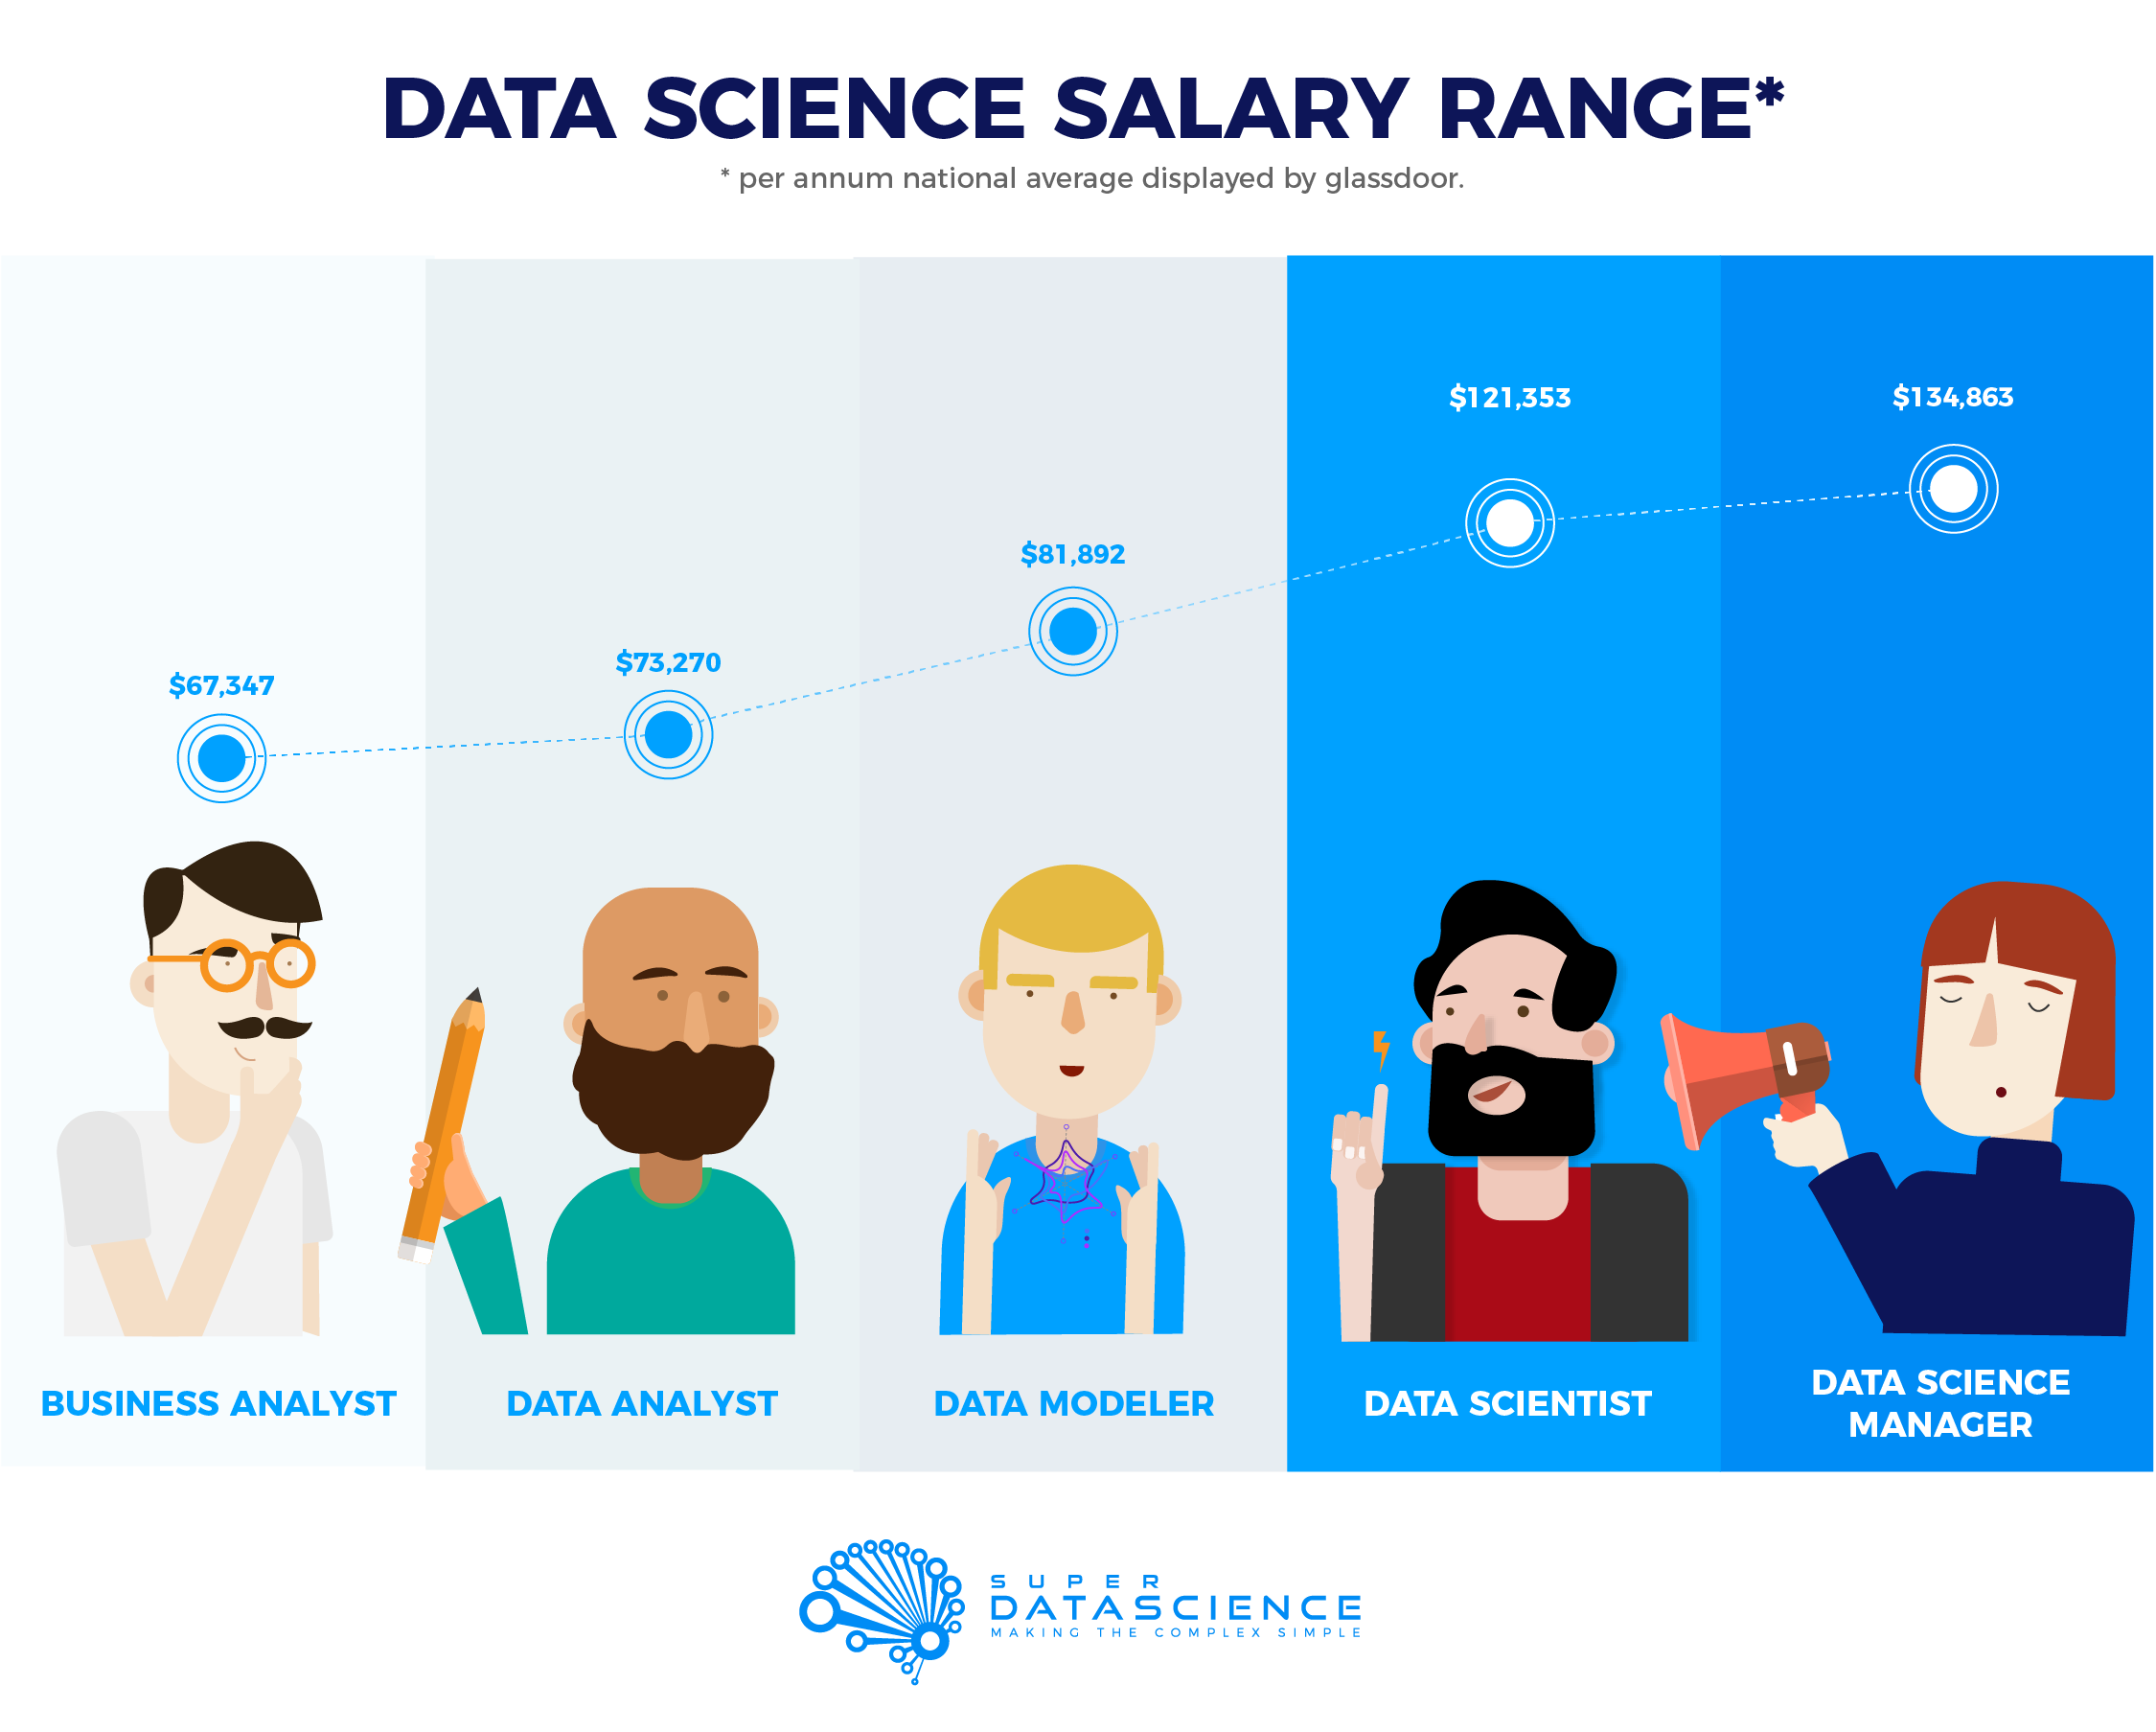 DATA SCIENCE SALARY RANGE*
* per annum national average displayed by glassdoor.
$67,347
$73,270
$81,892
$121,353
$134,863
BUSINESS ANALYST
DATA ANALYST
DATA MODELER
DATA SCIENTIST
DATA SCIENCE
MANAGER
SUPER
DATASCIENCE
MAKING THE COMPLEX SIMPLE